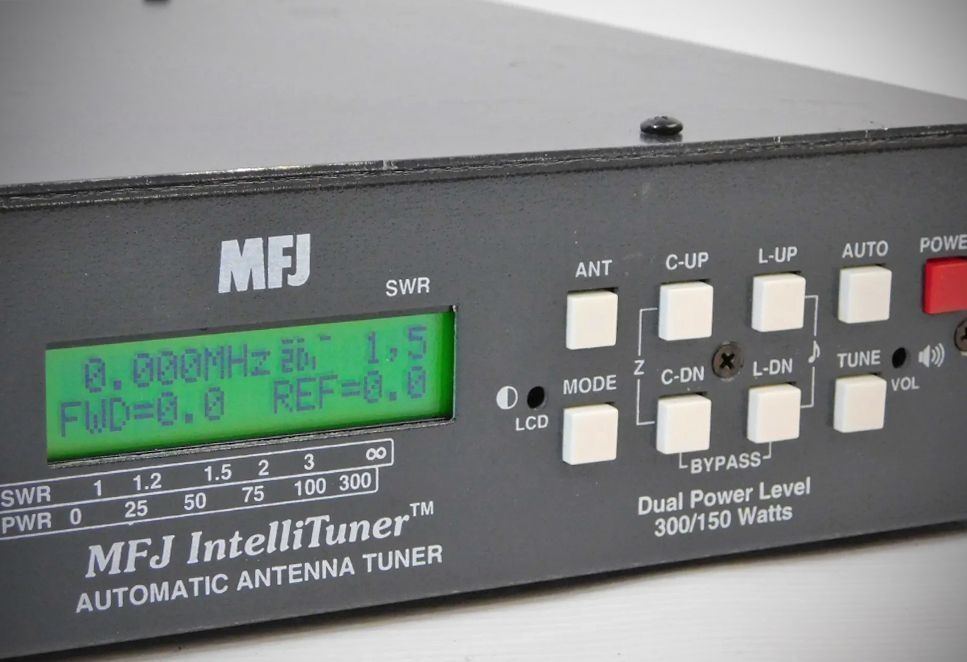 MFJ
SWR
0.000MHz 1,5
FWD=0.0 REF=0.0
SWR 1 1.2 1.5 2 3 ∞
PWR 0 25 50 75 100 300
MFJ IntelliTuner™
AUTOMATIC ANTENNA TUNER
ANT C-UP L-UP AUTO POWE
Z
♪
MODE C-DN L-DN TUNE
LCD
VOL
BYPASS
Dual Power Level
300/150 Watts